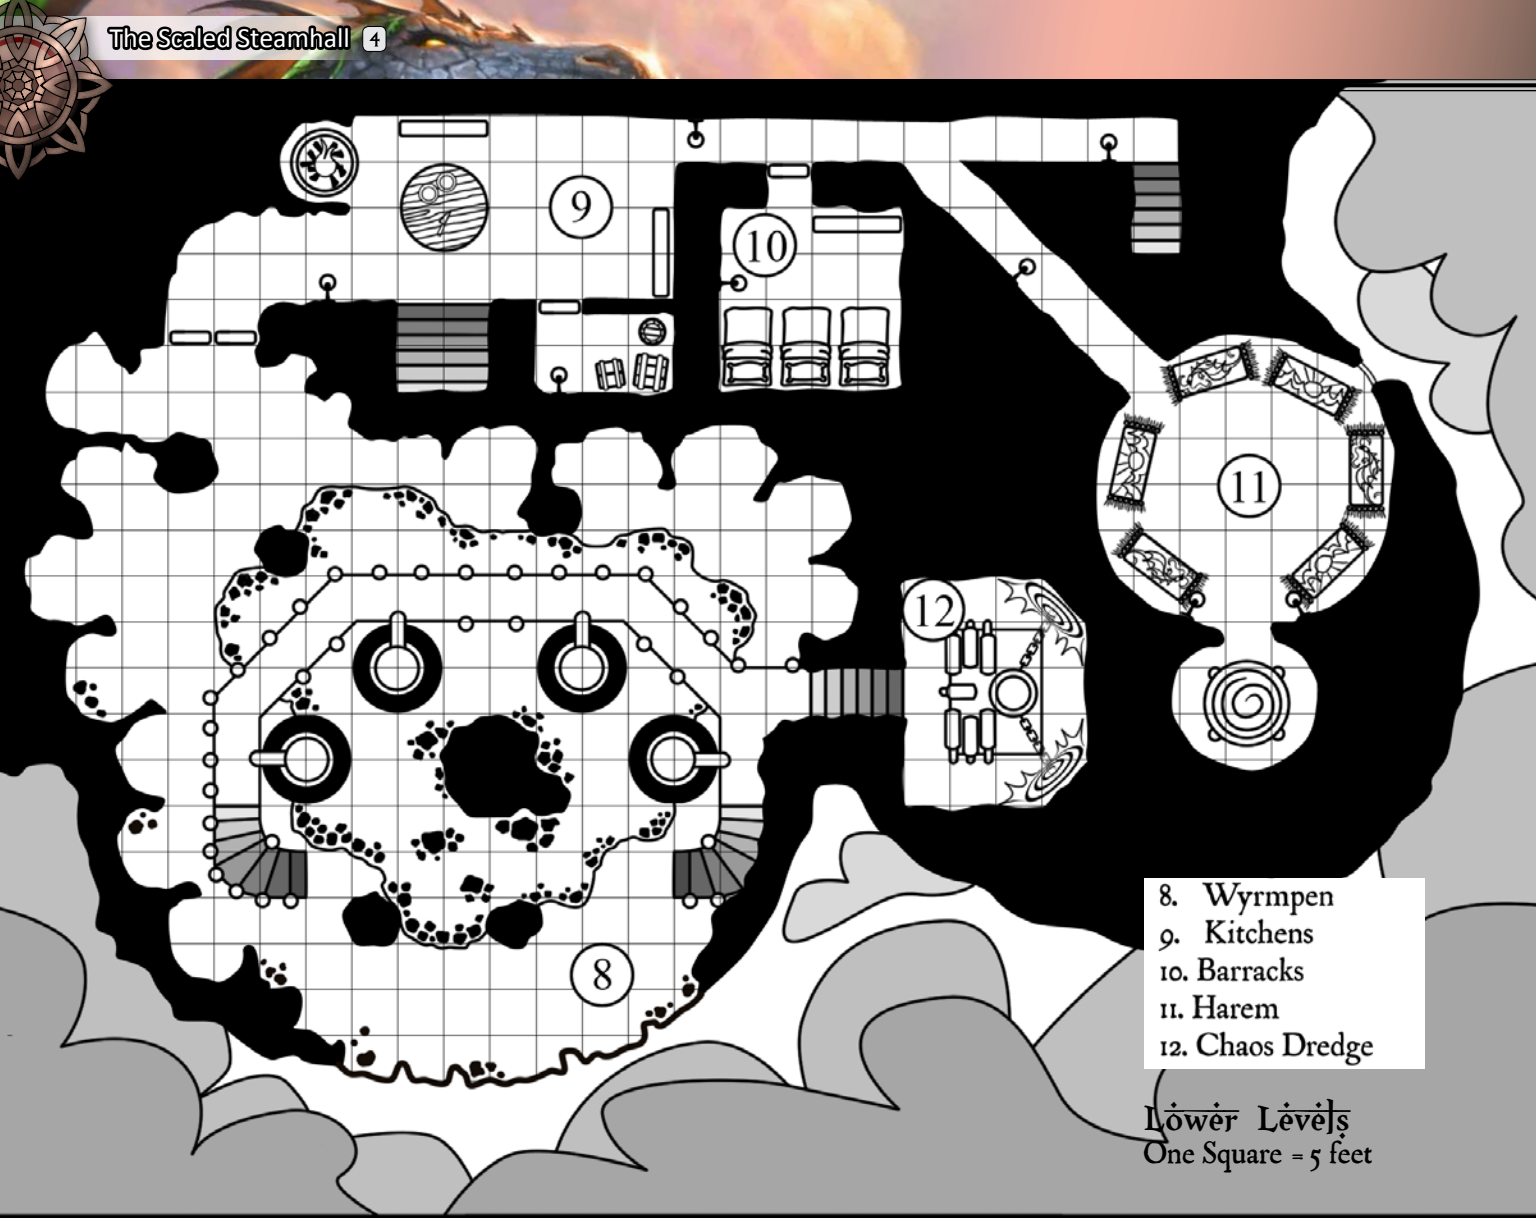 The Scaled Steamhall 4
9
10
11
12
8
8. Wyrmpen
9. Kitchens
10. Barracks
11. Harem
12. Chaos Dredge
Lower Levels
One Square = 5 feet